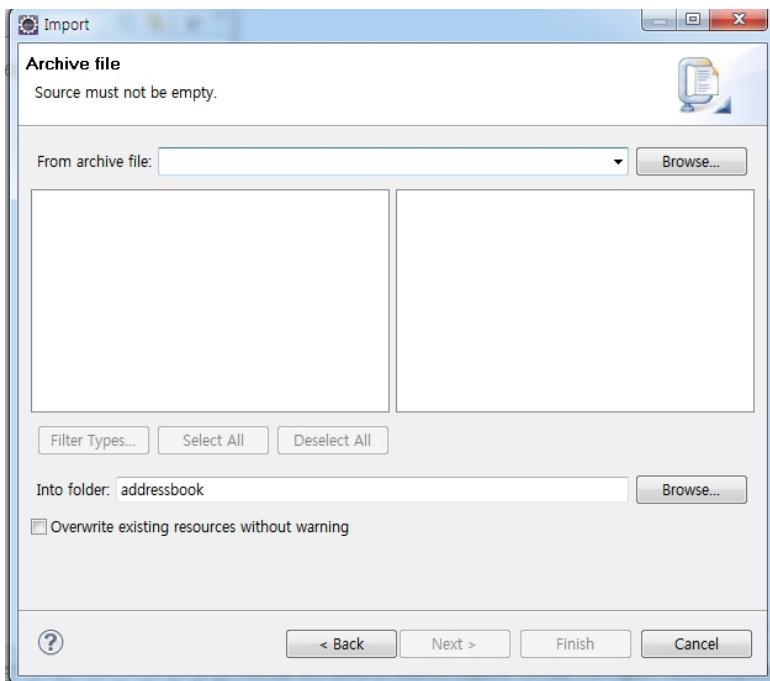 Import
Archive file
Source must not be empty.
From archive file:
Browse...
Filter Types...
Select All
Deselect All
Into folder: addressbook
Browse...
Overwrite existing resources without warning
?
< Back
Next >
Finish
Cancel